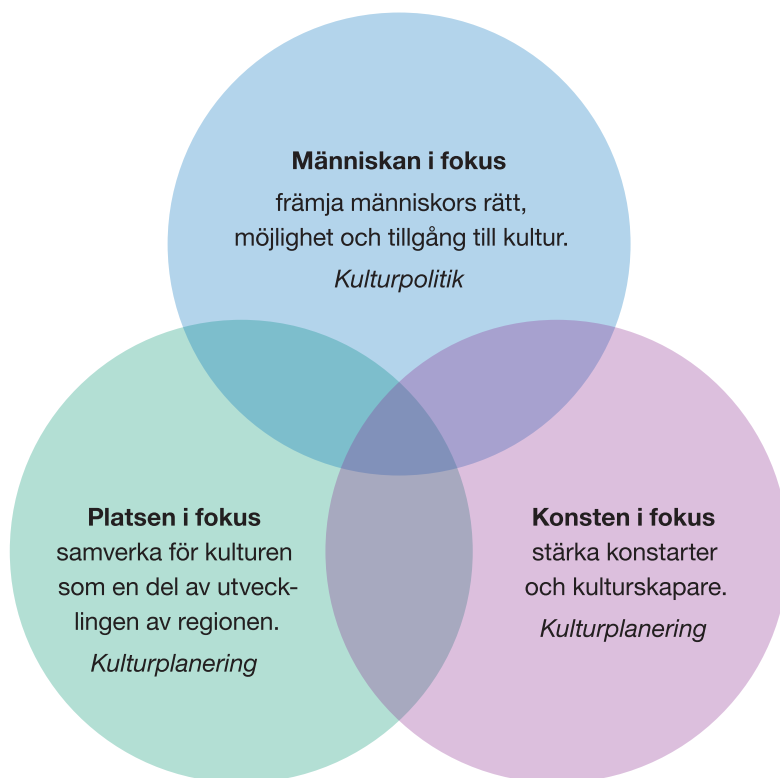 Människan i fokus
främja människors rätt,
möjlighet och tillgång till kultur.
Kulturpolitik
Platsen i fokus
samverka för kulturen
som en del av utveck-
lingen av regionen.
Kulturplanering
Konsten i fokus
stärka konstarter
och kulturskapare.
Kulturplanering